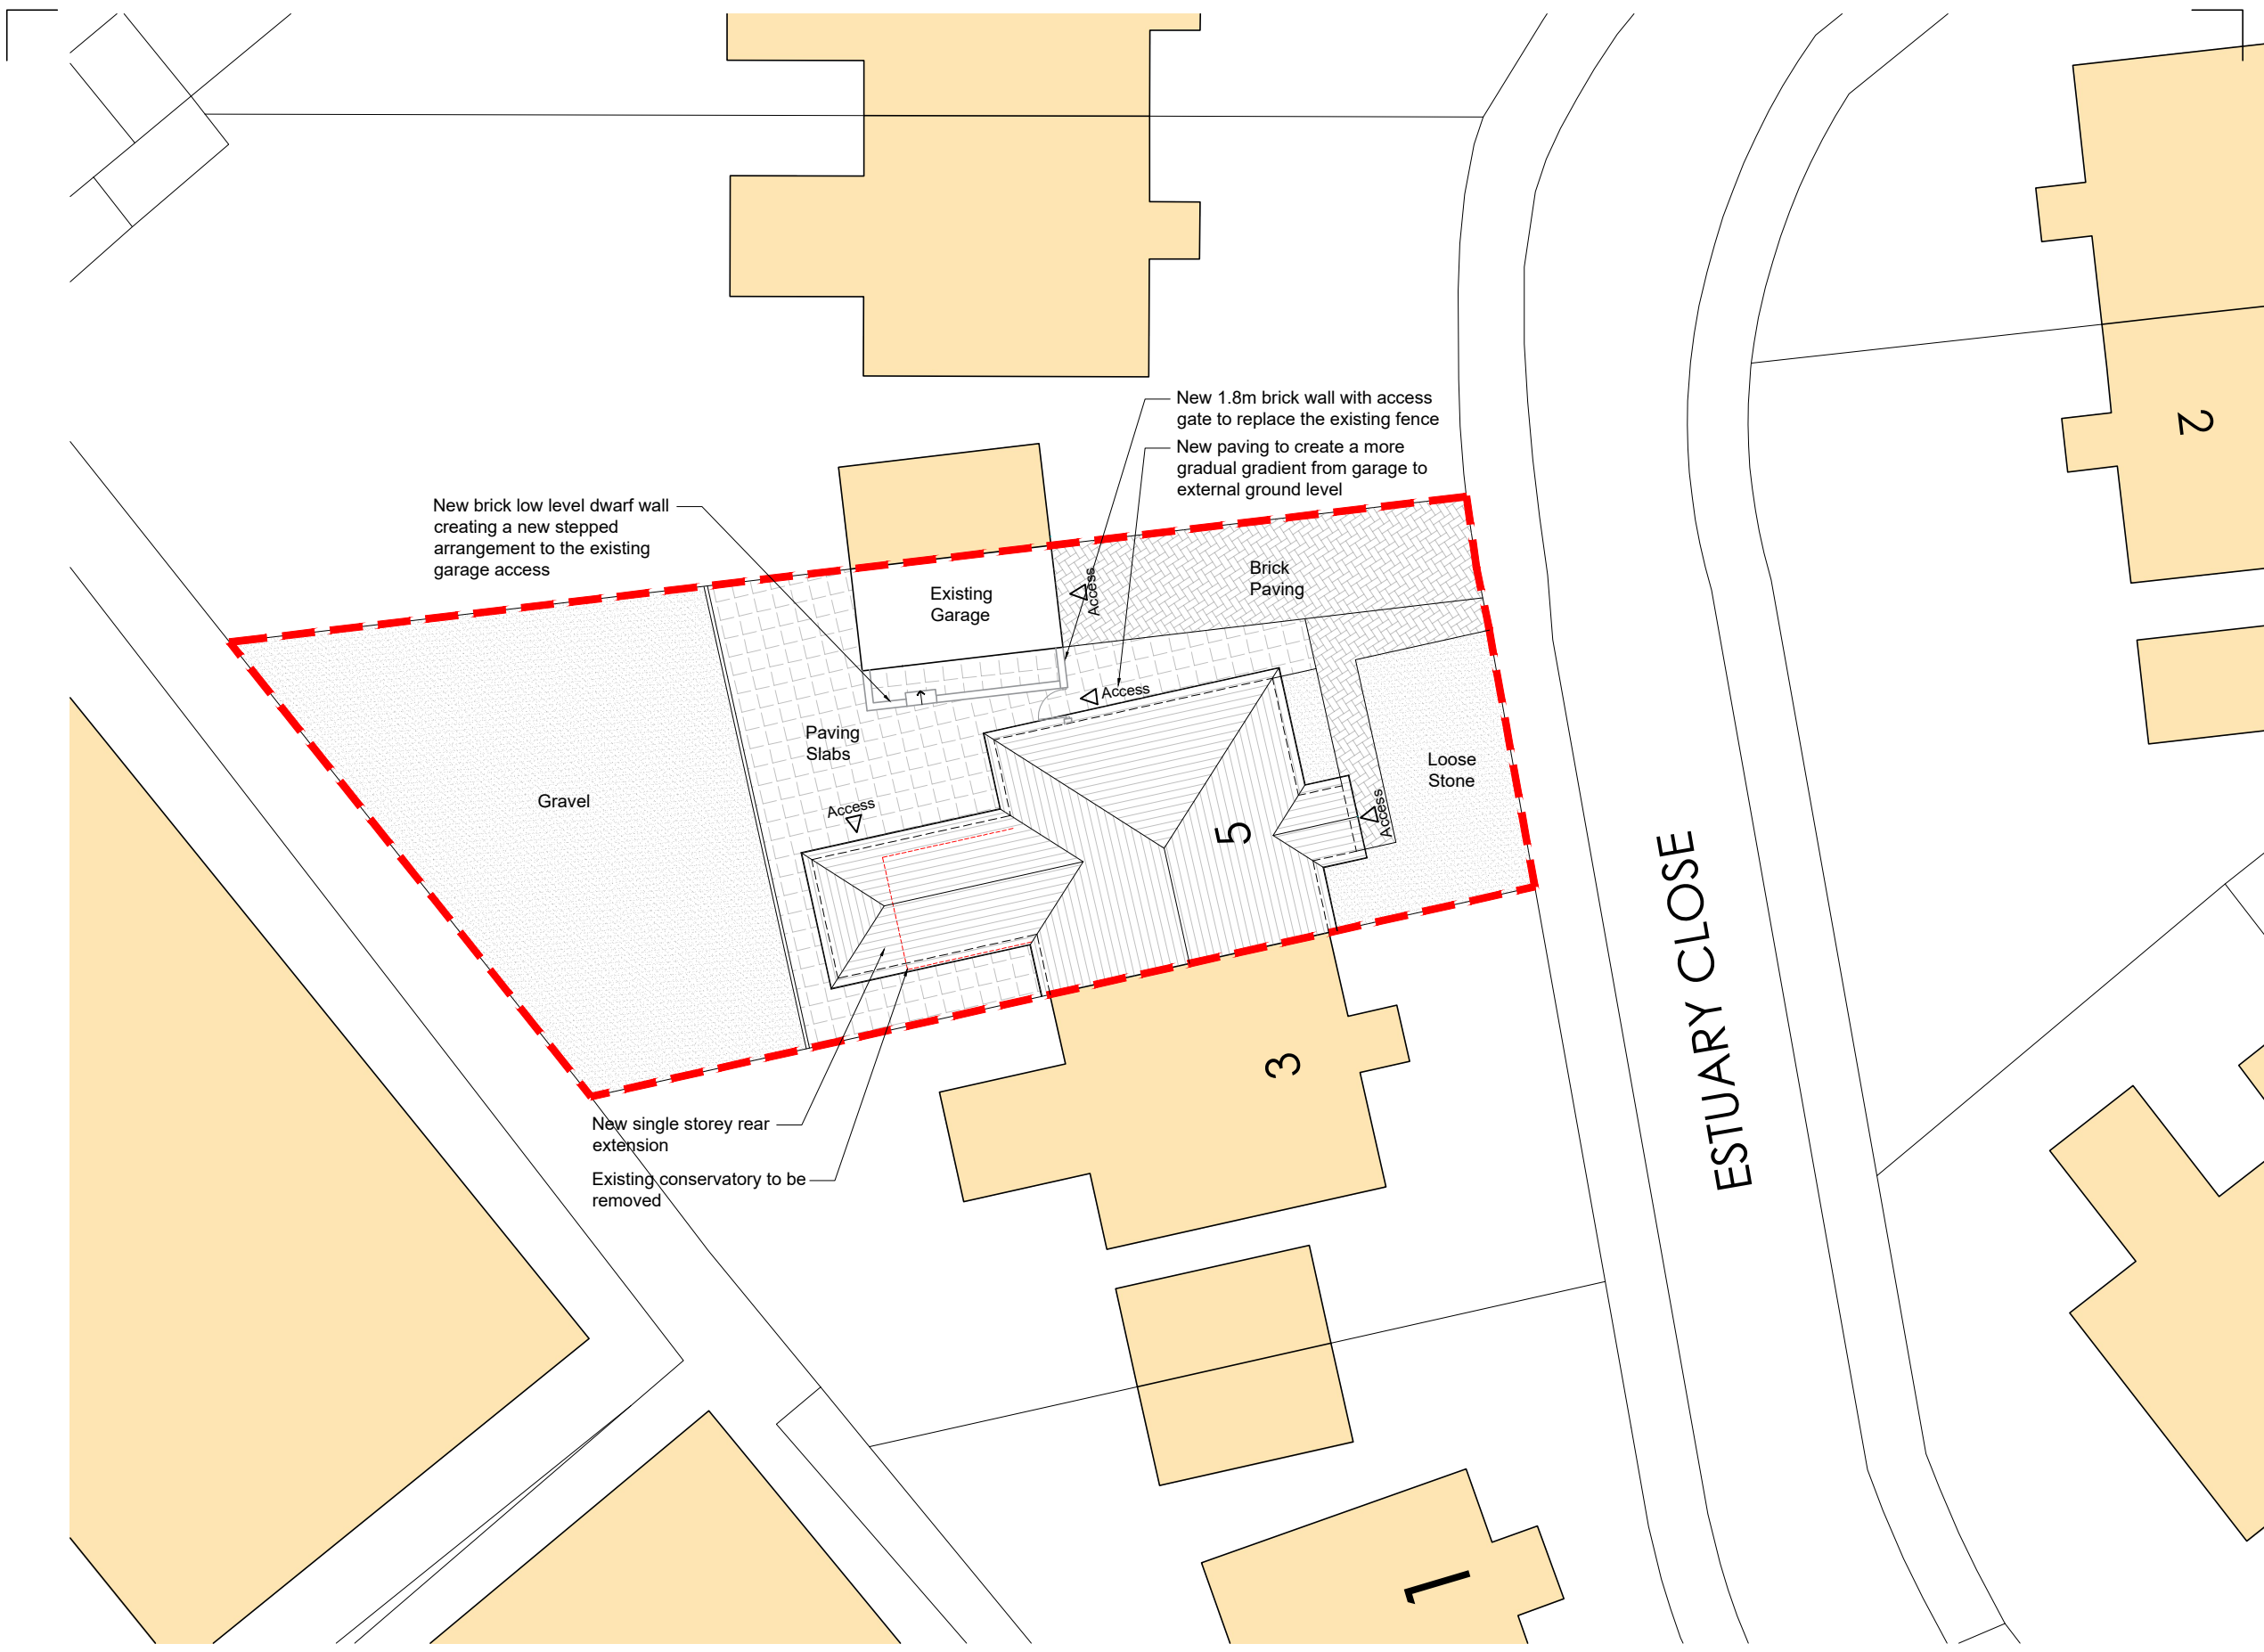 New 1.8m brick wall with access
gate to replace the existing fence
New paving to create a more
gradual gradient from garage to
external ground level
2
New brick low level dwarf wall
creating a new stepped
arrangement to the existing
garage access
Existing
Garage
Access
Brick
Paving
Access
Paving
Slabs
Loose
Stone
Gravel
Access
5
Access
ESTUARY CLOSE
3
New single storey rear
extension
Existing conservatory to be
removed
1